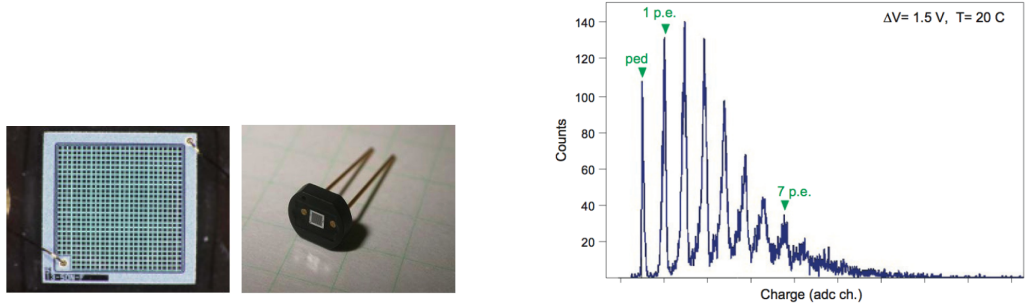 ΔV= 1.5 V, T= 20 C
1 p.e.
ped
7 p.e.
140
120
100
80
60
40
20
Counts
Charge (adc ch.)